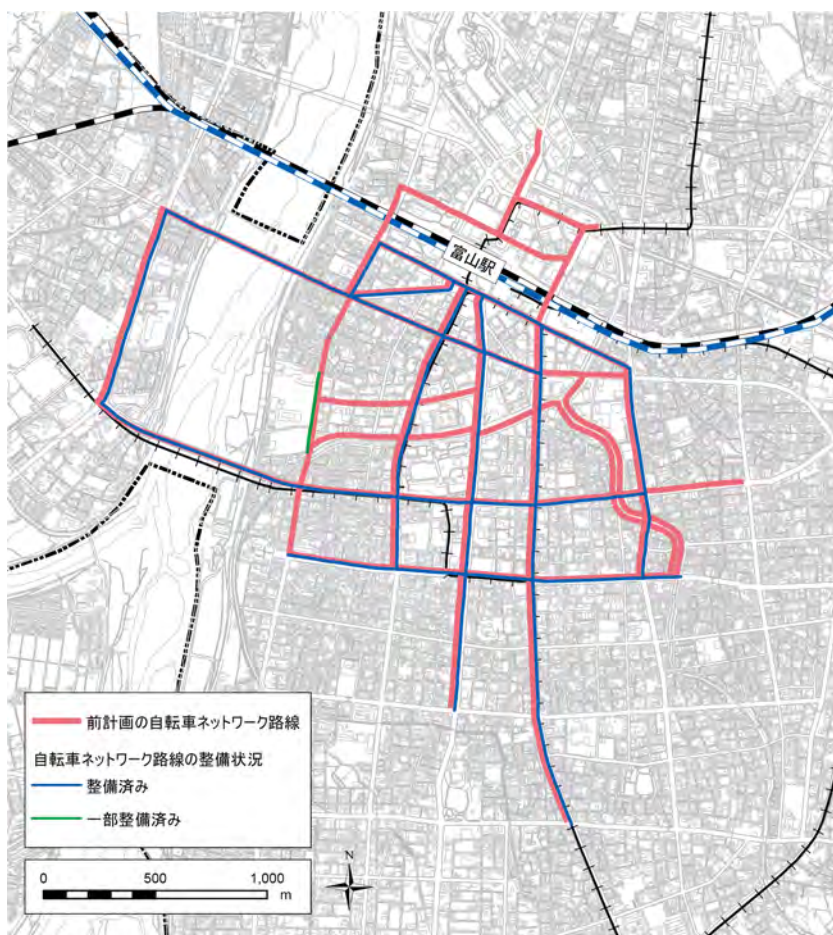 富山駅
前計画の自転車ネットワーク路線
自転車ネットワーク路線の整備状況
整備済み
一部整備済み
0 500 1,000
m
N